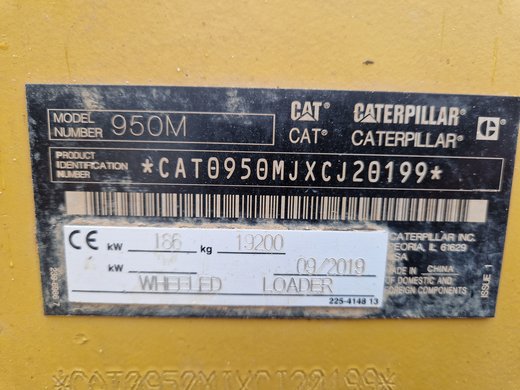 MODEL NUMBER 950M
CAT CATERPILLAR C
CAT® CATERPILLAR®
PRODUCT IDENTIFICATION NUMBER *CAT0950MJXCJ20199*
CE kW 186 kg 19200
kW 09/2019
WHEELED LOADER
225-4148 13
CATERPILLAR INC.
PEORIA, IL 61629
USA
MADE IN CHINA
OF DOMESTIC AND
FOREIGN COMPONENTS
ISSUE 1
*CAT0950MJXCJ20199*